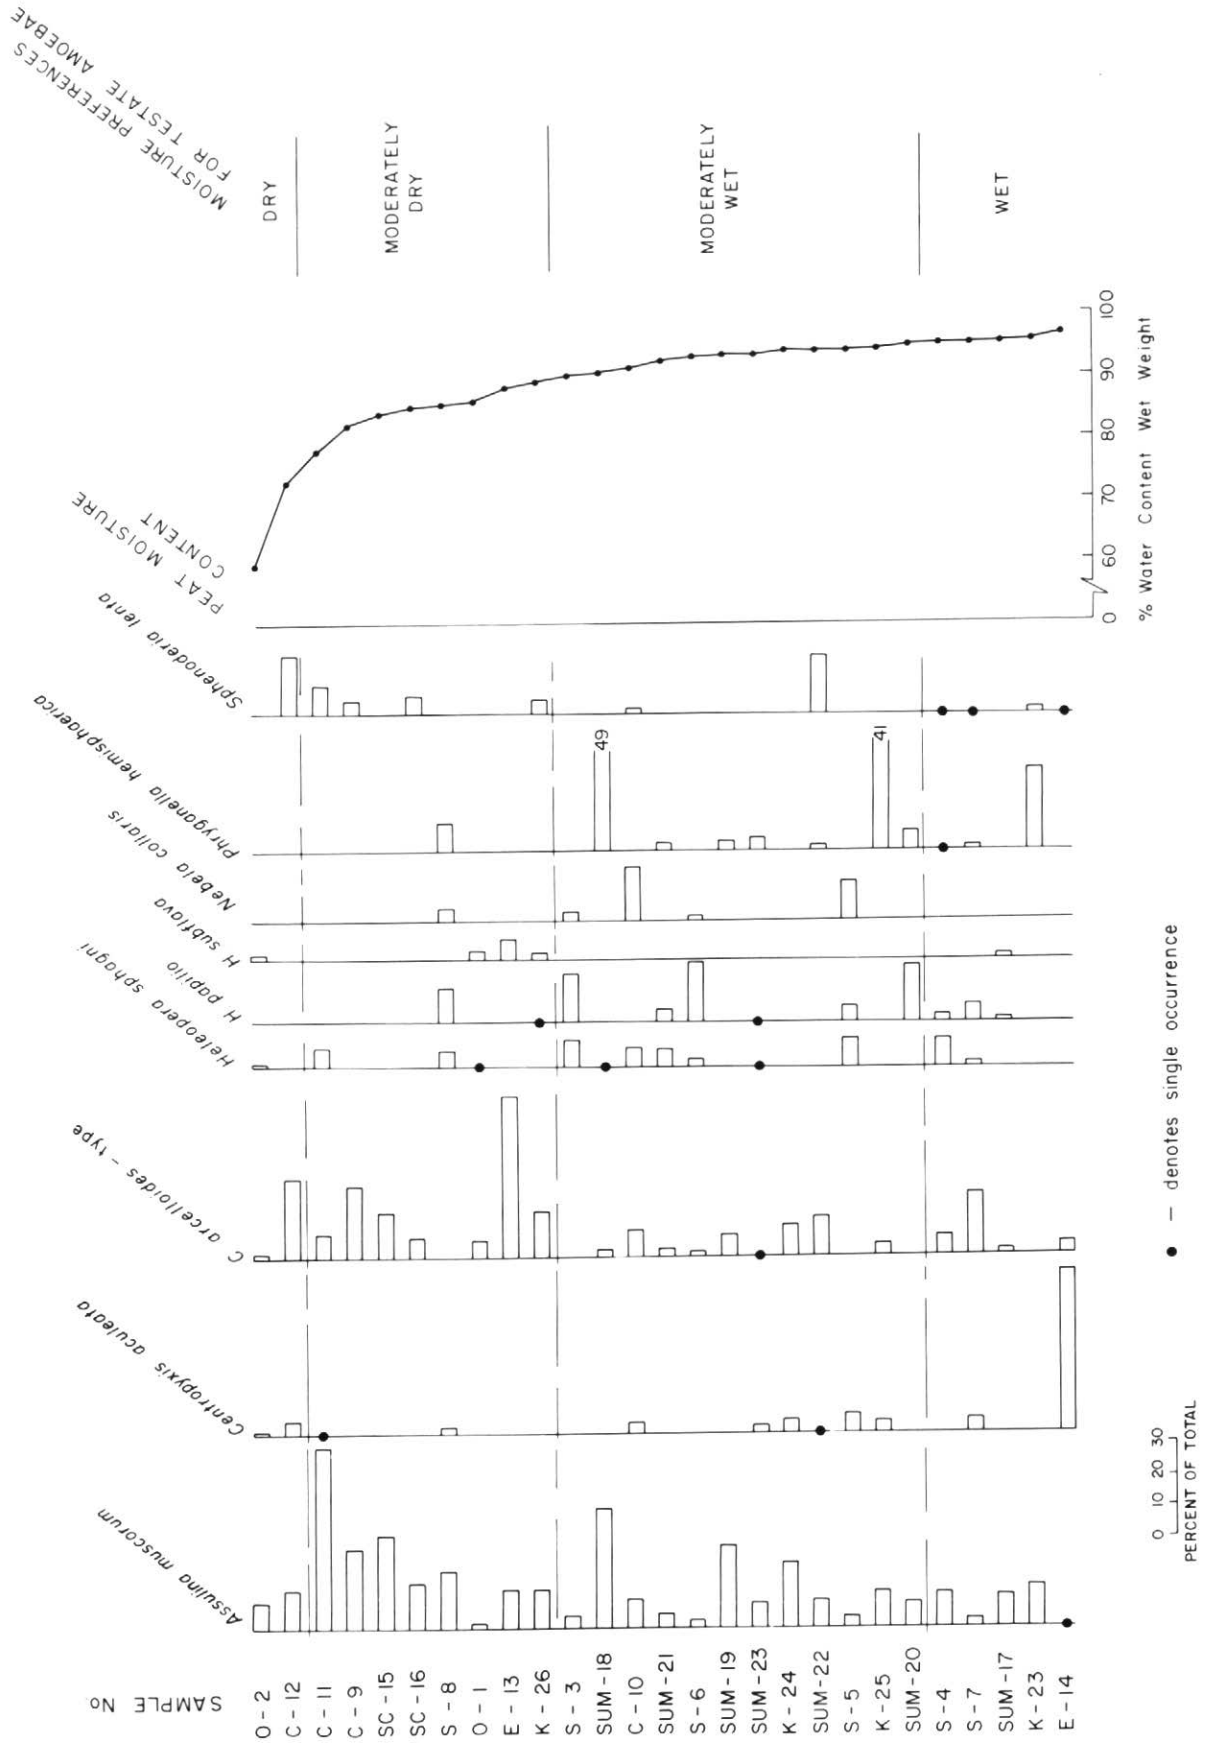 SAMPLE No.
O - 2
C - 12
C - 11
C - 9
SC - 15
SC - 16
S - 8
O - 1
E - 13
K - 26
S - 3
SUM - 18
C - 10
SUM - 21
S - 6
SUM - 19
SUM - 23
K - 24
SUM - 22
S - 5
K - 25
SUM - 20
S - 4
S - 7
SUM - 17
K - 23
E - 14
Assulina muscorum
Centropyxis aculeata
C arcelloides - type
Heleopera sphagni
H papilio
H subflava
Nebela collaris
Phryganella hemisphaerica
49
41
Sphenoderia lenta
PEAT MOISTURE
CONTENT
0 60 70 80 90 100
% Water Content Wet Weight
MOISTURE PREFERENCES
FOR TESTATE AMOEBAE
DRY
MODERATELY
DRY
MODERATELY
WET
WET
0 10 20 30
PERCENT OF TOTAL
● — denotes single occurrence